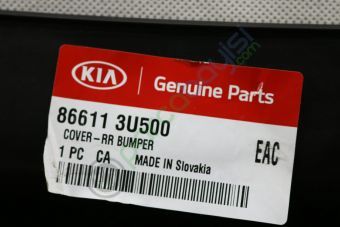 KIA Genuine Parts
86611 3U500
COVER-RR BUMPER
1 PC CA MADE IN Slovakia
EAC